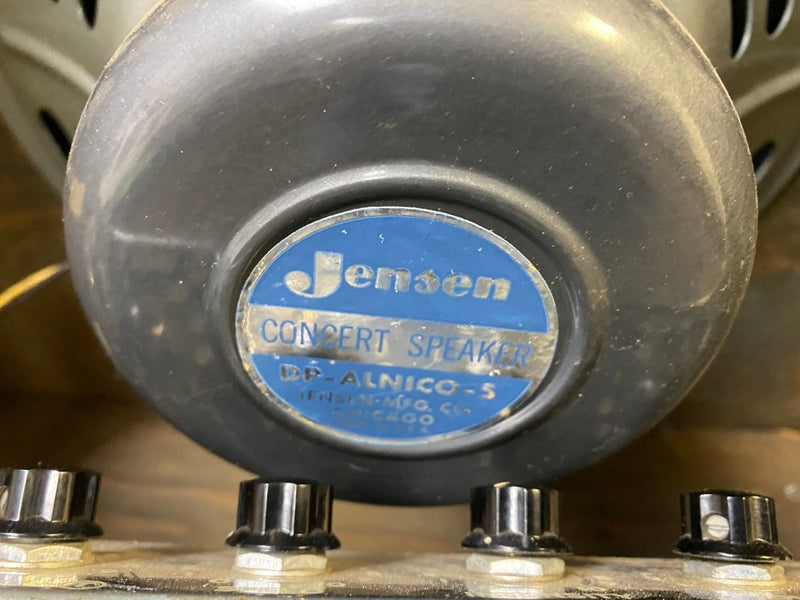 Jensen
CONCERT SPEAKER
DP-ALNICO-5
JENSEN MFG. CO.
CHICAGO